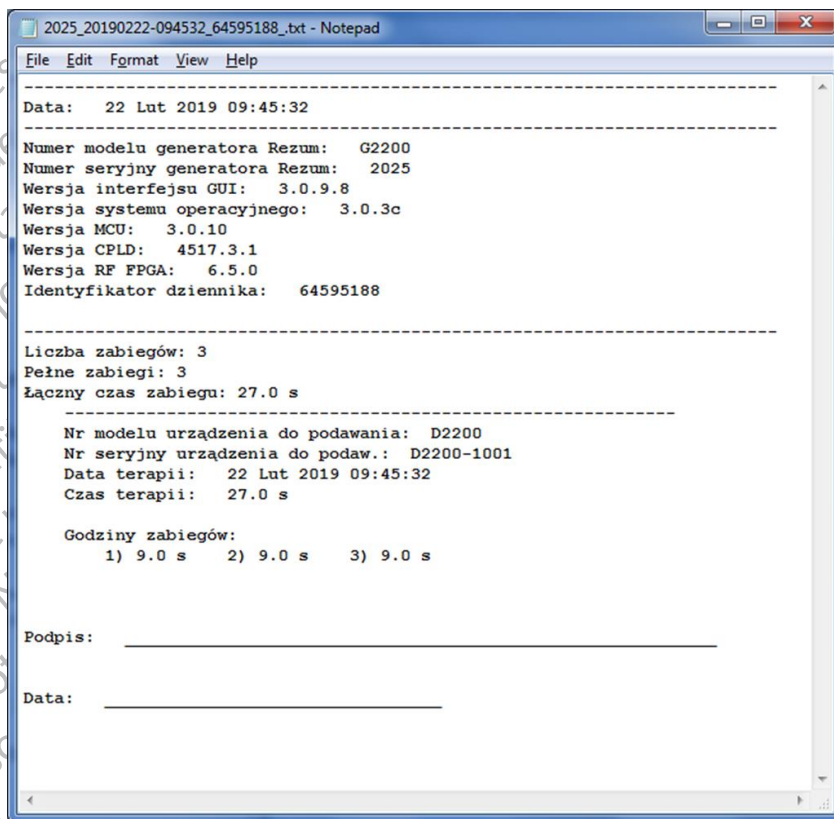 2025_20190222-094532_64595188_.txt - Notepad
File Edit Format View Help
--------------------------------------------------------------------------
Data: 22 Lut 2019 09:45:32
--------------------------------------------------------------------------
Numer modelu generatora Rezum: G2200
Numer seryjny generatora Rezum: 2025
Wersja interfejsu GUI: 3.0.9.8
Wersja systemu operacyjnego: 3.0.3c
Wersja MCU: 3.0.10
Wersja CPLD: 4517.3.1
Wersja RF FPGA: 6.5.0
Identyfikator dziennika: 64595188
--------------------------------------------------------------------------
Liczba zabiegów: 3
Pełne zabiegi: 3
Łączny czas zabiegu: 27.0 s
------------------------------------------------------------
Nr modelu urządzenia do podawania: D2200
Nr seryjny urządzenia do podaw.: D2200-1001
Data terapii: 22 Lut 2019 09:45:32
Czas terapii: 27.0 s
Godziny zabiegów:
1) 9.0 s 2) 9.0 s 3) 9.0 s
Podpis: ______________________________
Data: ____________________